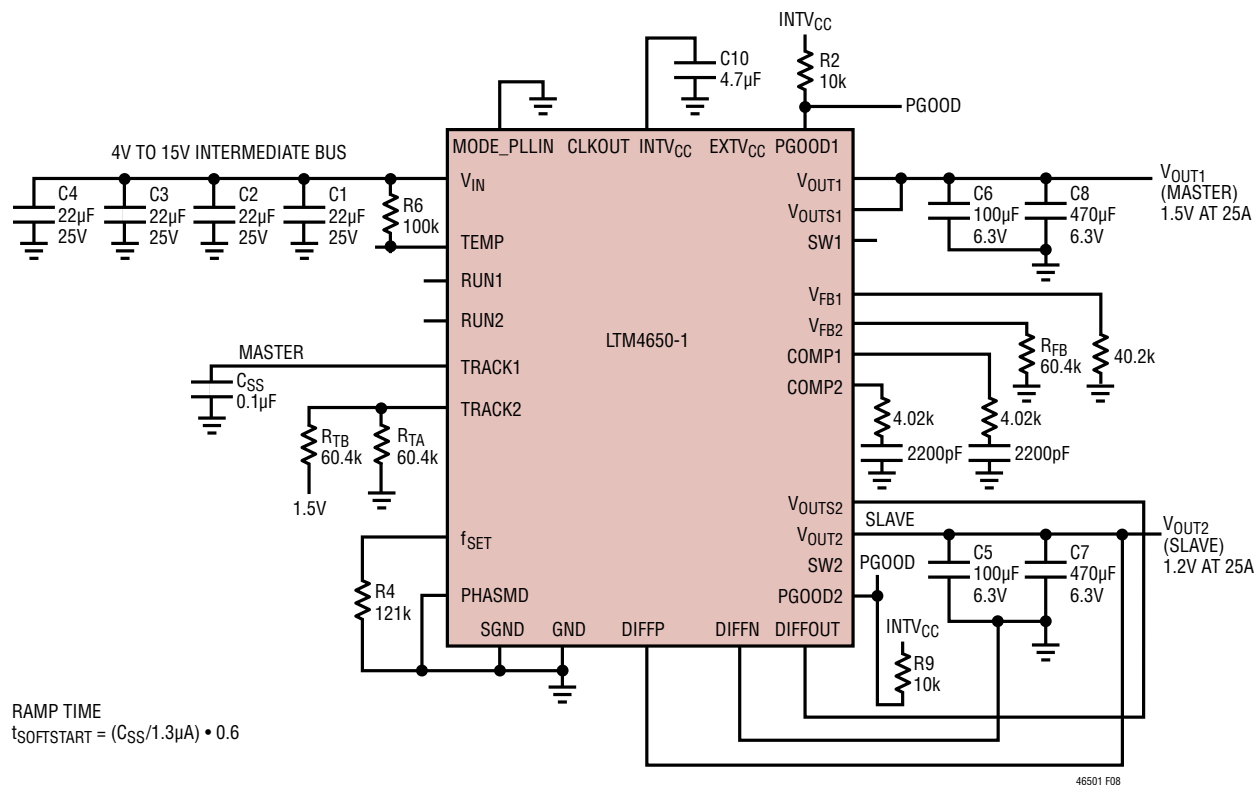 INTVCC
C10
4.7µF
R2
10k
PGOOD
MODE_PLLIN CLKOUT INTVCC EXTVCC PGOOD1
4V TO 15V INTERMEDIATE BUS
C4
22µF
25V
C3
22µF
25V
C2
22µF
25V
C1
22µF
25V
R6
100k
VIN
TEMP
RUN1
RUN2
MASTER
TRACK1
CSS
0.1µF
TRACK2
RTB
60.4k
RTA
60.4k
1.5V
fSET
R4
121k
PHASMD
SGND GND DIFFP DIFFN DIFFOUT
LTM4650-1
VOUT1
VOUTS1
SW1
VFB1
VFB2
COMP1
COMP2
VOUTS2
VOUT2
SW2
PGOOD2
C6
100µF
6.3V
C8
470µF
6.3V
VOUT1
(MASTER)
1.5V AT 25A
RFB
60.4k
40.2k
4.02k
2200pF
4.02k
2200pF
SLAVE
PGOOD
C5
100µF
6.3V
C7
470µF
6.3V
VOUT2
(SLAVE)
1.2V AT 25A
INTVCC
R9
10k
RAMP TIME
tSOFTSTART = (CSS/1.3µA) • 0.6
46501 F08